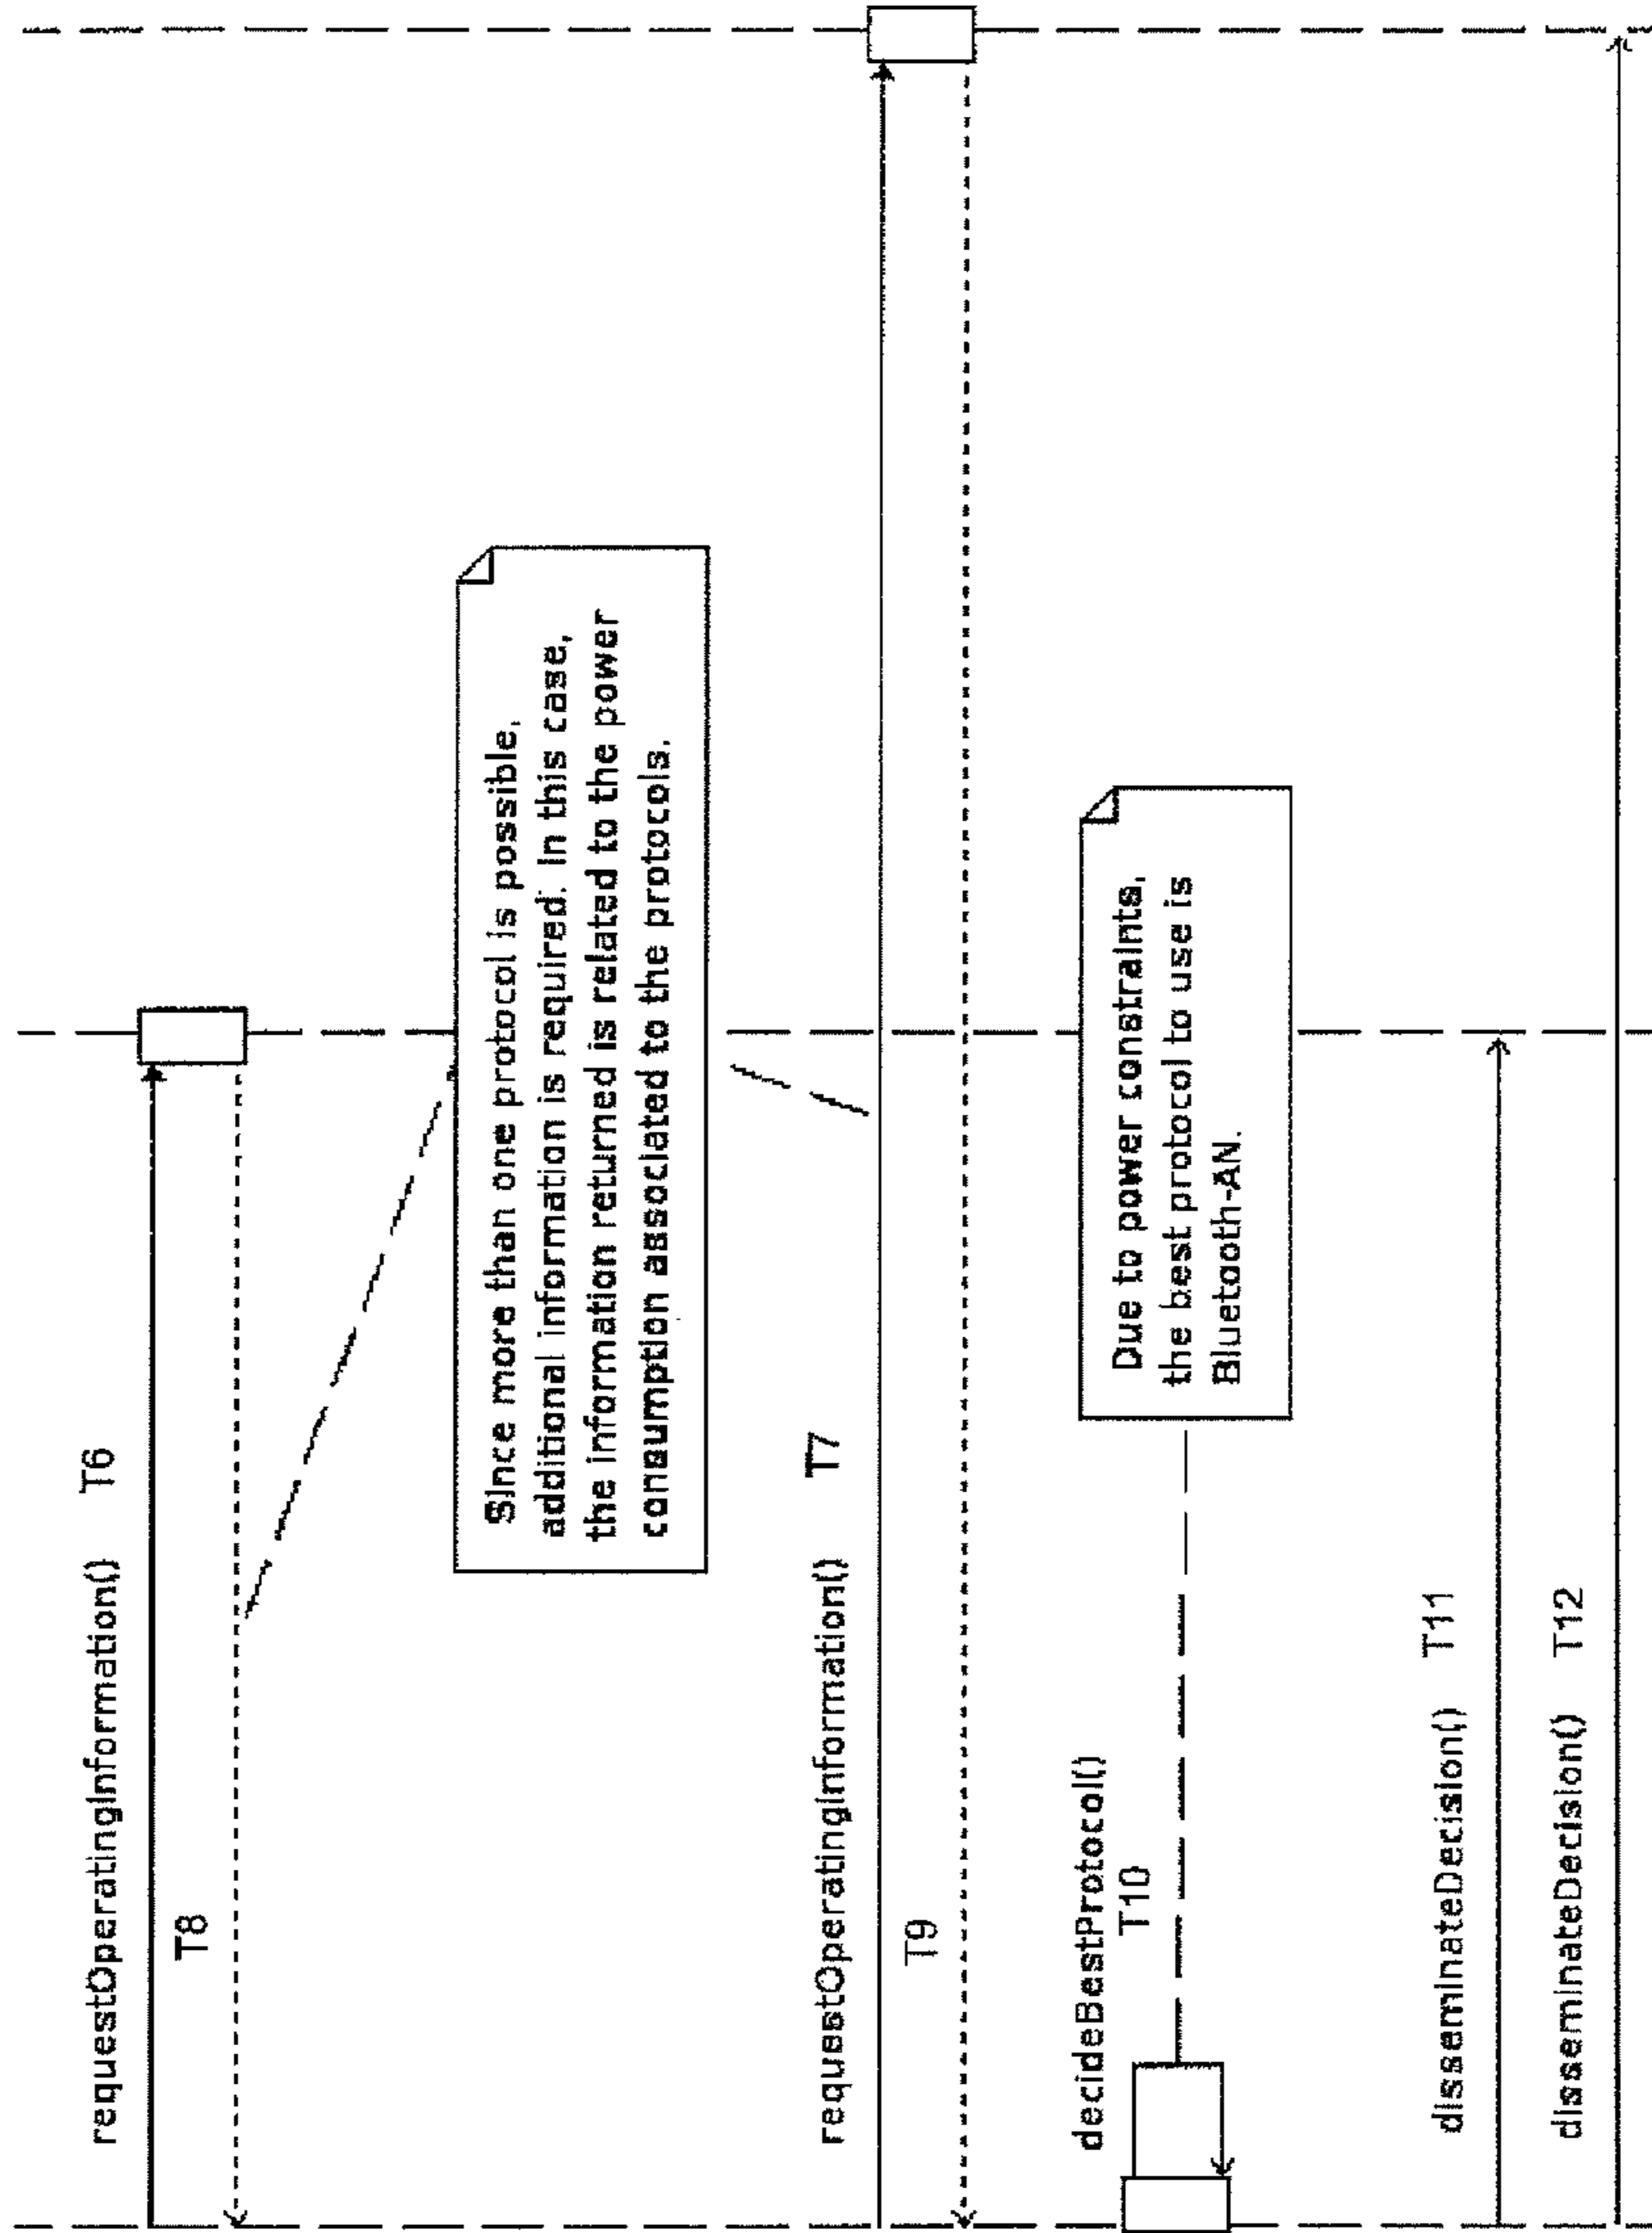 requestOperatingInformation() T6
T8
Since more than one protocol is possible,
additional information is required. In this case,
the information returned is related to the power
consumption associated to the protocols.
requestOperatingInformation() T7
T9
decideBestProtocol()
T10
Due to power constraints,
the best protocol to use is
Bluetooth-AN.
disseminateDecision() T11
disseminateDecision() T12